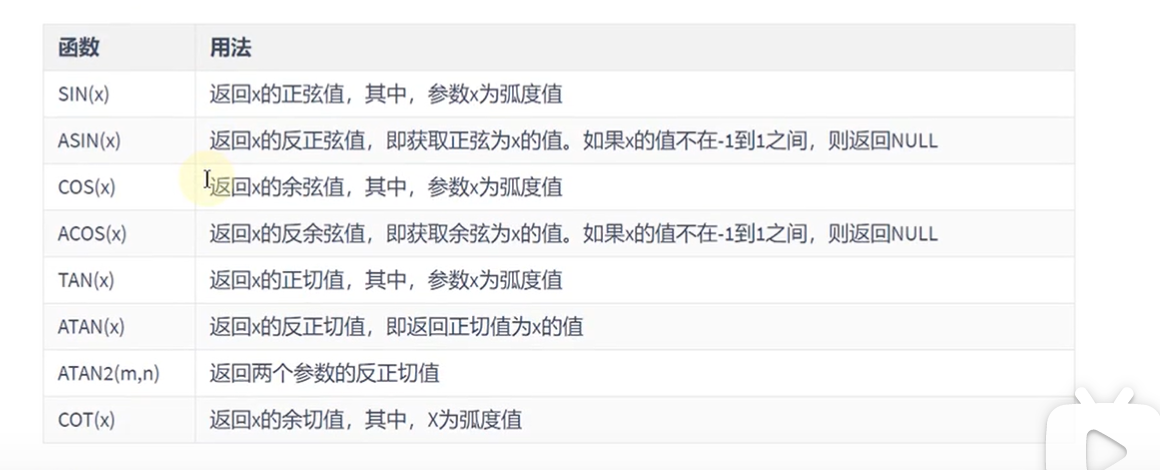 函数 用法
SIN(x) 返回x的正弦值，其中，参数x为弧度值
ASIN(x) 返回x的反正弦值，即获取正弦为x的值。如果x的值不在-1到1之间，则返回NULL
COS(x) 返回x的余弦值，其中，参数x为弧度值
ACOS(x) 返回x的反余弦值，即获取余弦为x的值。如果x的值不在-1到1之间，则返回NULL
TAN(x) 返回x的正切值，其中，参数x为弧度值
ATAN(x) 返回x的反正切值，即返回正切值为x的值
ATAN2(m,n) 返回两个参数的反正切值
COT(x) 返回x的余切值，其中，X为弧度值